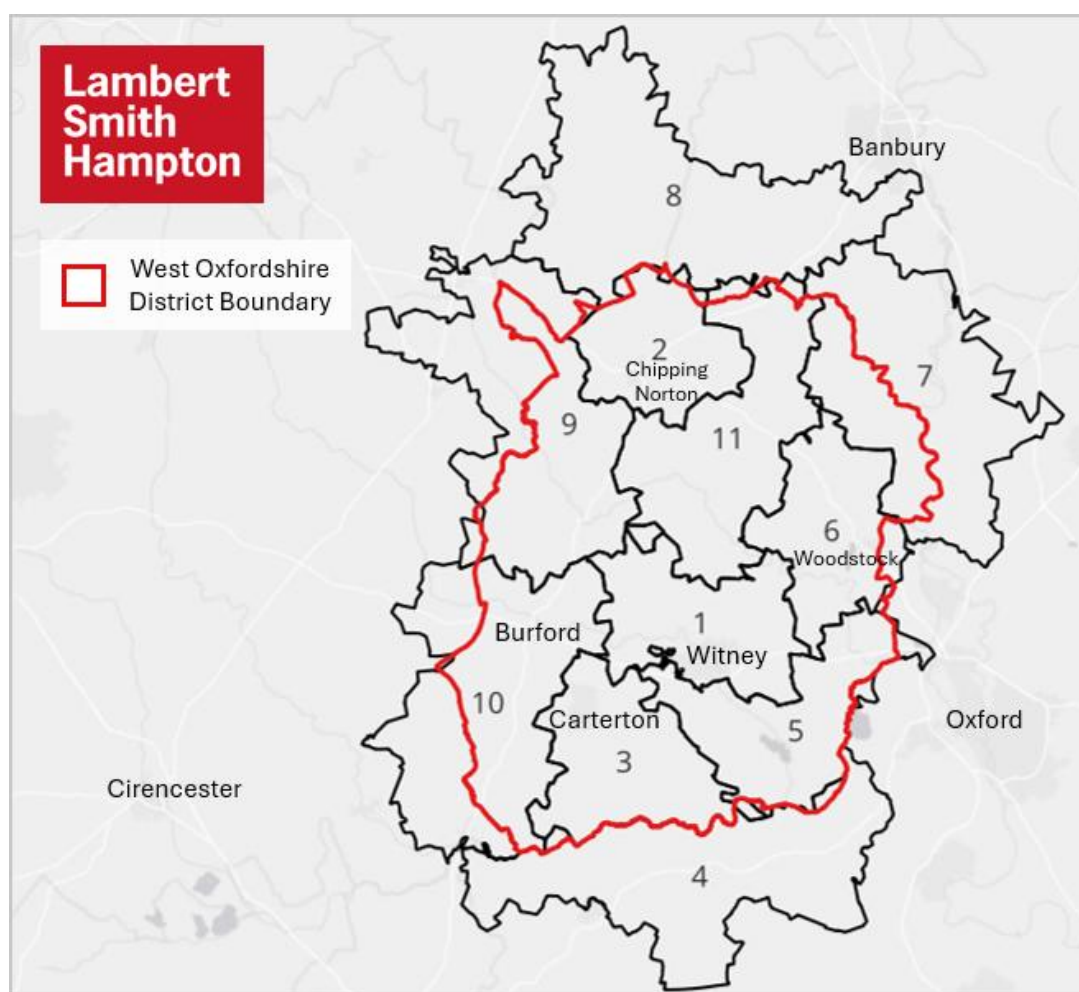 Lambert
Smith
Hampton
West Oxfordshire
District Boundary
Banbury
8
2
Chipping
Norton
7
9
11
6
Woodstock
Burford
1
Witney
10
Carterton
5
Oxford
3
Cirencester
4